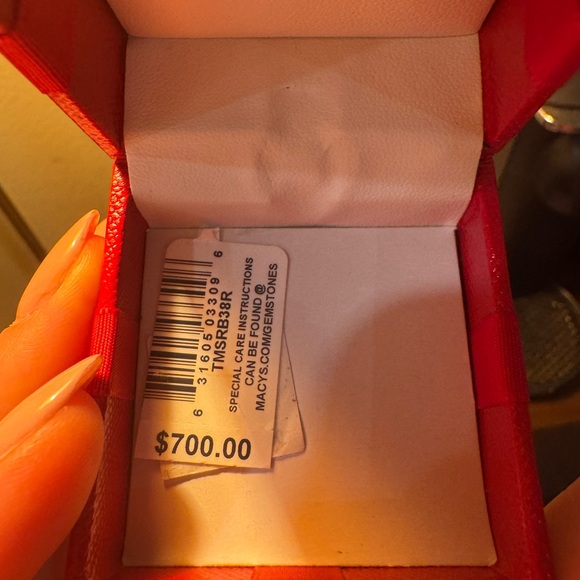 6 31605 03309 6
TMSRB38R
SPECIAL CARE INSTRUCTIONS
CAN BE FOUND @
MACYS.COM/GEMSTONES
$700.00